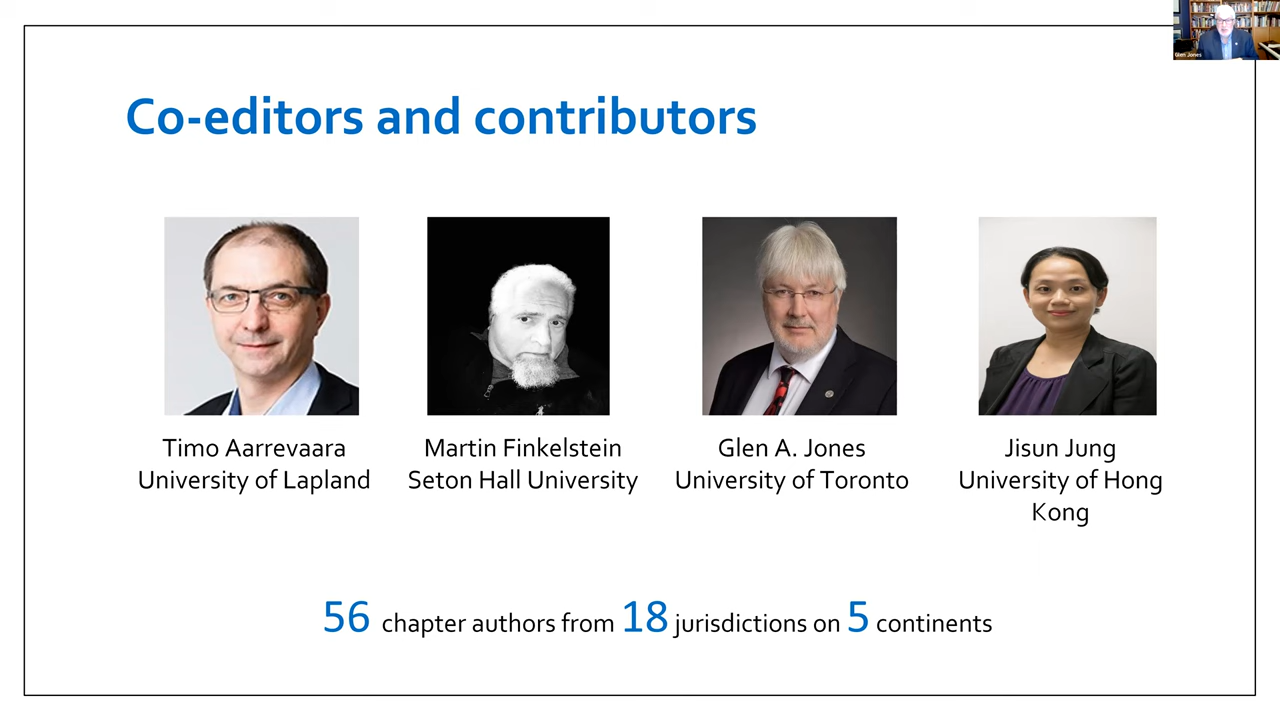 Glen Jones
Co-editors and contributors
Timo Aarrevaara
University of Lapland
Martin Finkelstein
Seton Hall University
Glen A. Jones
University of Toronto
Jisun Jung
University of Hong
Kong
56 chapter authors from 18 jurisdictions on 5 continents